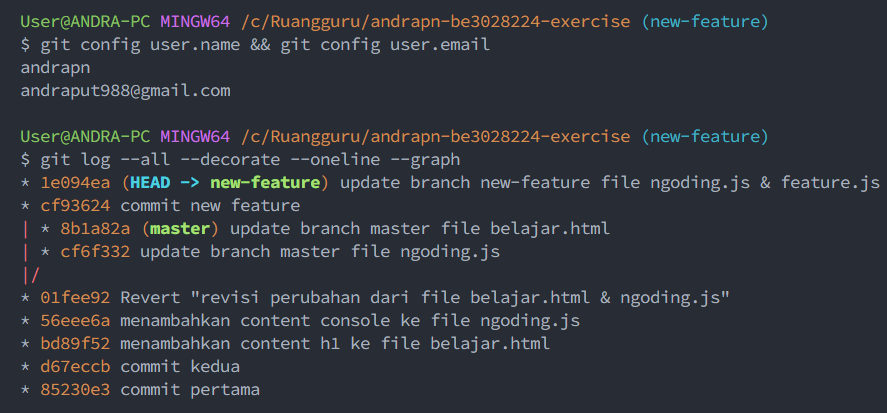 User@ANDRA-PC MINGW64 /c/Ruangguru/andrapn-be3028224-exercise (new-feature)
$ git config user.name && git config user.email
andrapn
andraput988@gmail.com
User@ANDRA-PC MINGW64 /c/Ruangguru/andrapn-be3028224-exercise (new-feature)
$ git log --all --decorate --oneline --graph
* 1e094ea (HEAD -> new-feature) update branch new-feature file ngoding.js & feature.js
* cf93624 commit new feature
| * 8b1a82a (master) update branch master file belajar.html
| * cf6f332 update branch master file ngoding.js
|/
* 01fee92 Revert "revisi perubahan dari file belajar.html & ngoding.js"
* 56eee6a menambahkan content console ke file ngoding.js
* bd89f52 menambahkan content h1 ke file belajar.html
* d67eccb commit kedua
* 85230e3 commit pertama